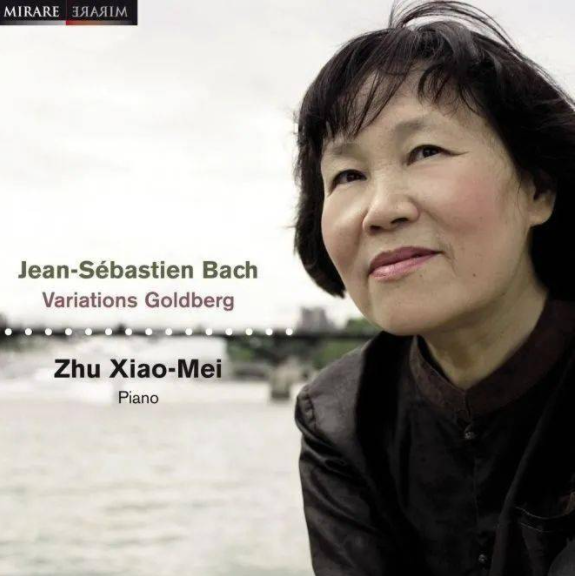 MIRARE MIRARE
Jean-Sébastien Bach
Variations Goldberg
Zhu Xiao-Mei
Piano